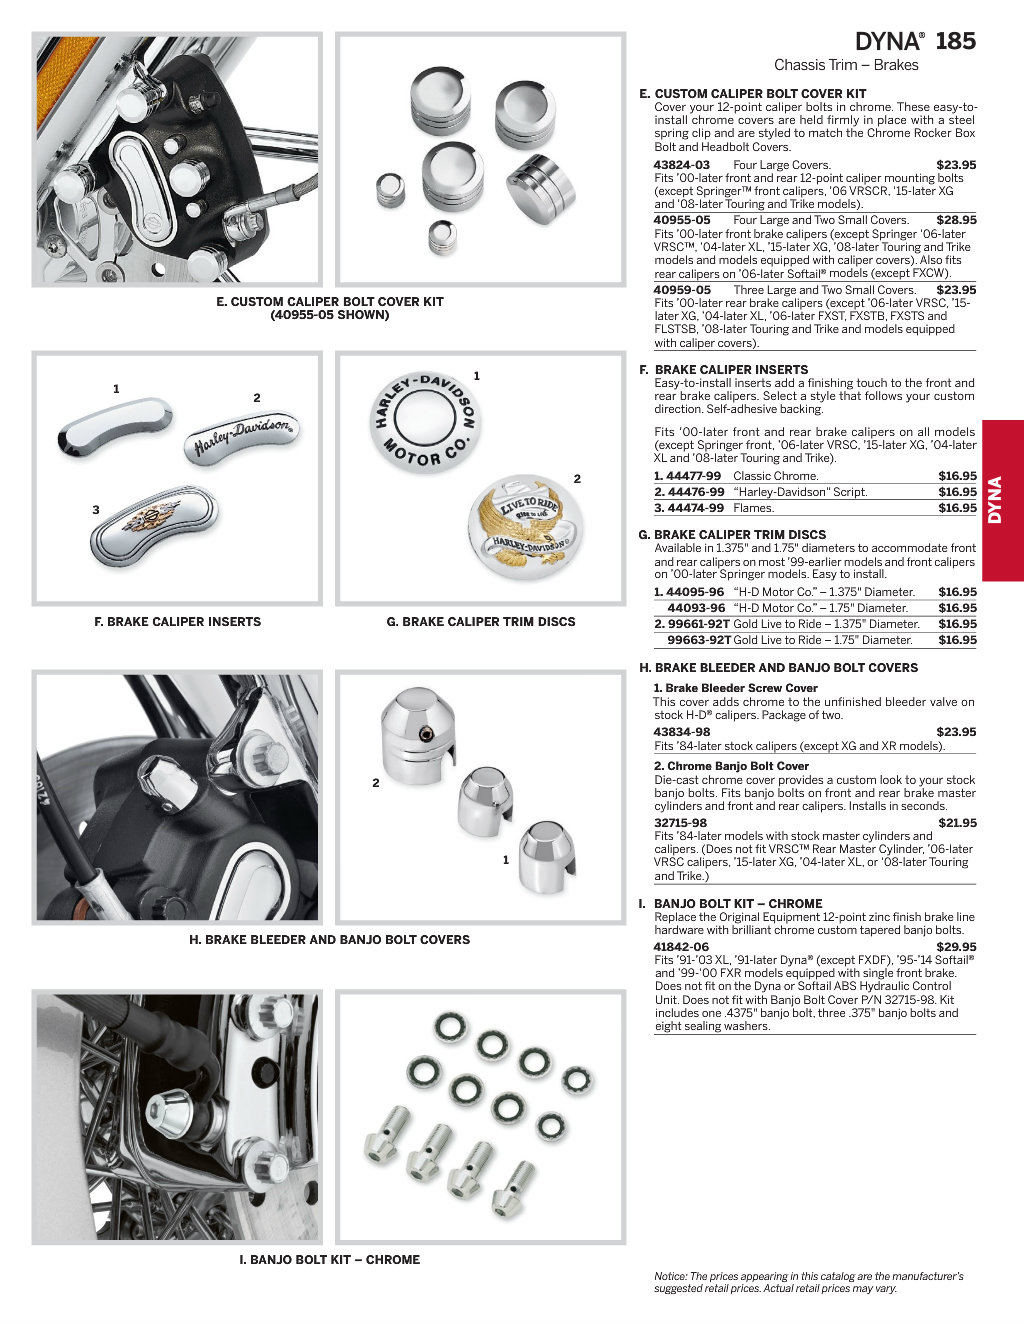 DYNA® 185
Chassis Trim – Brakes
E. CUSTOM CALIPER BOLT COVER KIT
(40955-05 SHOWN)
1
2
3
F. BRAKE CALIPER INSERTS
Harley-Davidson®
1
2
HARLEY-DAVIDSON
MOTOR CO.
LIVE TO RIDE
RIDE TO LIVE
HARLEY-DAVIDSON
G. BRAKE CALIPER TRIM DISCS
2
1
H. BRAKE BLEEDER AND BANJO BOLT COVERS
I. BANJO BOLT KIT – CHROME
E. CUSTOM CALIPER BOLT COVER KIT
Cover your 12-point caliper bolts in chrome. These easy-to-
install chrome covers are held firmly in place with a steel
spring clip and are styled to match the Chrome Rocker Box
Bolt and Headbolt Covers.
43824-03 Four Large Covers. $23.95
Fits ’00-later front and rear 12-point caliper mounting bolts
(except Springer™ front calipers, ’06 VRSCR, ’15-later XG
and ’08-later Touring and Trike models).
40955-05 Four Large and Two Small Covers. $28.95
Fits ’00-later front brake calipers (except Springer ’06-later
VRSC™, ’04-later XL, ’15-later XG, ’08-later Touring and Trike
models and models equipped with caliper covers). Also fits
rear calipers on ’06-later Softail® models (except FXCW).
40959-05 Three Large and Two Small Covers. $23.95
Fits ’00-later rear brake calipers (except ’06-later VRSC, ’15-
later XG, ’04-later XL, ’06-later FXST, FXSTB, FXSTS and
FLSTSB, ’08-later Touring and Trike and models equipped
with caliper covers).
F. BRAKE CALIPER INSERTS
Easy-to-install inserts add a finishing touch to the front and
rear brake calipers. Select a style that follows your custom
direction. Self-adhesive backing.
Fits ‘00-later front and rear brake calipers on all models
(except Springer front, ’06-later VRSC, ’15-later XG, ’04-later
XL and ’08-later Touring and Trike).
1. 44477-99 Classic Chrome. $16.95
2. 44476-99 “Harley-Davidson” Script. $16.95
3. 44474-99 Flames. $16.95
G. BRAKE CALIPER TRIM DISCS
Available in 1.375" and 1.75" diameters to accommodate front
and rear calipers on most ’99-earlier models and front calipers
on ’00-later Springer models. Easy to install.
1. 44095-96 “H-D Motor Co.” – 1.375" Diameter. $16.95
44093-96 “H-D Motor Co.” – 1.75" Diameter. $16.95
2. 99661-92T Gold Live to Ride – 1.375" Diameter. $16.95
99663-92T Gold Live to Ride – 1.75" Diameter. $16.95
H. BRAKE BLEEDER AND BANJO BOLT COVERS
1. Brake Bleeder Screw Cover
This cover adds chrome to the unfinished bleeder valve on
stock H-D® calipers. Package of two.
43834-98 $23.95
Fits ’84-later stock calipers (except XG and XR models).
2. Chrome Banjo Bolt Cover
Die-cast chrome cover provides a custom look to your stock
banjo bolts. Fits banjo bolts on front and rear brake master
cylinders and front and rear calipers. Installs in seconds.
32715-98 $21.95
Fits ’84-later models with stock master cylinders and
calipers. (Does not fit VRSC™ Rear Master Cylinder, ’06-later
VRSC calipers, ’15-later XG, ’04-later XL, or ’08-later Touring
and Trike.)
I. BANJO BOLT KIT – CHROME
Replace the Original Equipment 12-point zinc finish brake line
hardware with brilliant chrome custom tapered banjo bolts.
41842-06 $29.95
Fits ’91-’03 XL, ’91-later Dyna® (except FXDF), ’95-’14 Softail®
and ’99-’00 FXR models equipped with single front brake.
Does not fit on the Dyna or Softail ABS Hydraulic Control
Unit. Does not fit with Banjo Bolt Cover P/N 32715-98. Kit
includes one .4375" banjo bolt, three .375" banjo bolts and
eight sealing washers.
DYNA
Notice: The prices appearing in this catalog are the manufacturer’s
suggested retail prices. Actual retail prices may vary.